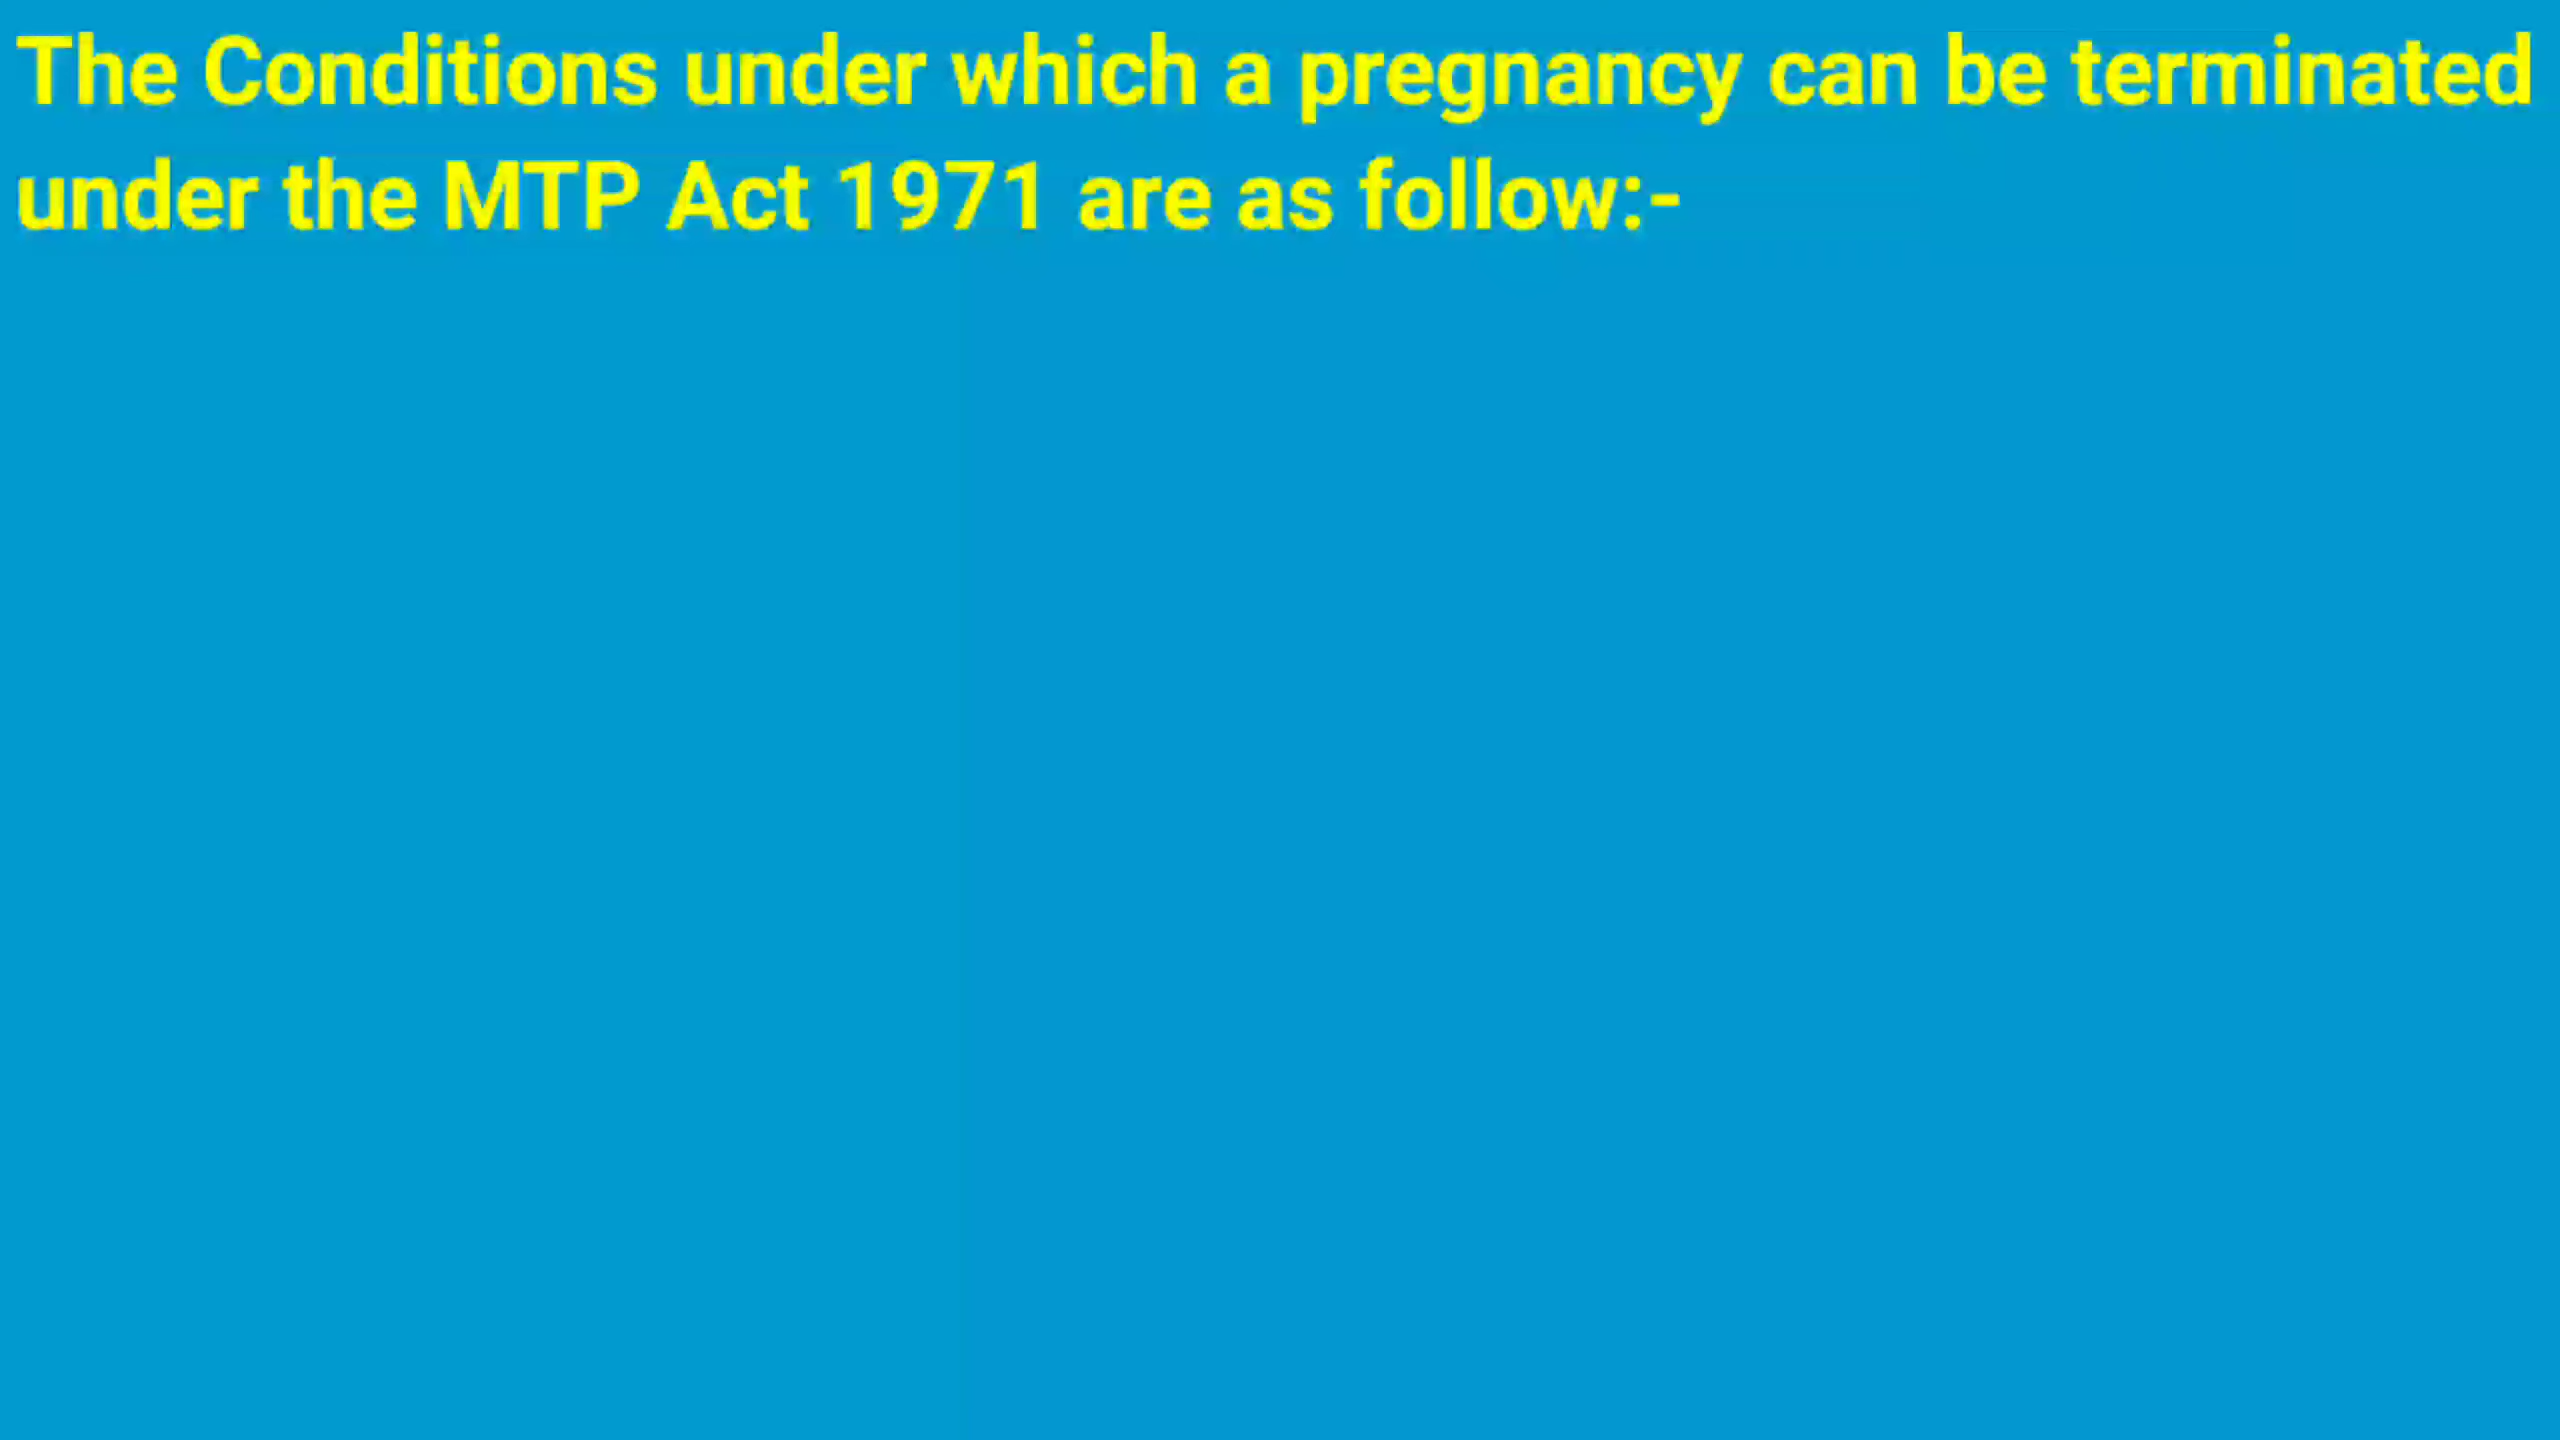 The Conditions under which a pregnancy can be terminated
under the MTP Act 1971 are as follow:-